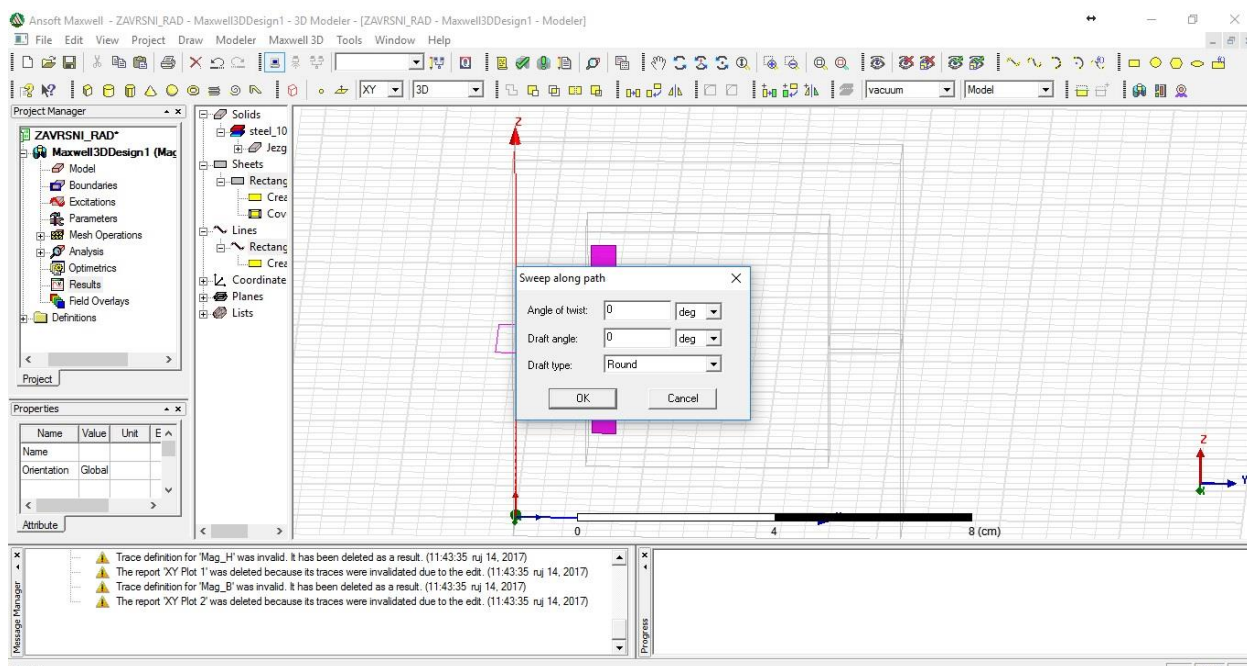 Ansoft Maxwell - ZAVRSNI_RAD - Maxwell3DDesign1 - 3D Modeler - [ZAVRSNI_RAD - Maxwell3DDesign1 - Modeler]
File Edit View Project Draw Modeler Maxwell 3D Tools Window Help
XY 3D vacuum Model
Project Manager
ZAVRSNI_RAD*
Maxwell3DDesign1 (Mag
Model
Boundaries
Excitations
Parameters
Mesh Operations
Analysis
Optimetrics
Results
Field Overlays
Definitions
Project
Solids
steel_10
Jezg
Sheets
Rectang
Crea
Cov
Lines
Rectang
Crea
Coordinate
Planes
Lists
Properties
Name Value Unit E
Name
Orientation Global
Attribute
Z
Sweep along path
Angle of twist: 0 deg
Draft angle: 0 deg
Draft type: Round
OK Cancel
Z
Y
X
0 4 8 (cm)
Message Manager
Trace definition for 'Mag_H' was invalid. It has been deleted as a result. (11:43:35 ruj 14, 2017)
The report 'XY Plot 1' was deleted because its traces were invalidated due to the edit. (11:43:35 ruj 14, 2017)
Trace definition for 'Mag_B' was invalid. It has been deleted as a result. (11:43:35 ruj 14, 2017)
The report 'XY Plot 2' was deleted because its traces were invalidated due to the edit. (11:43:35 ruj 14, 2017)
Progress